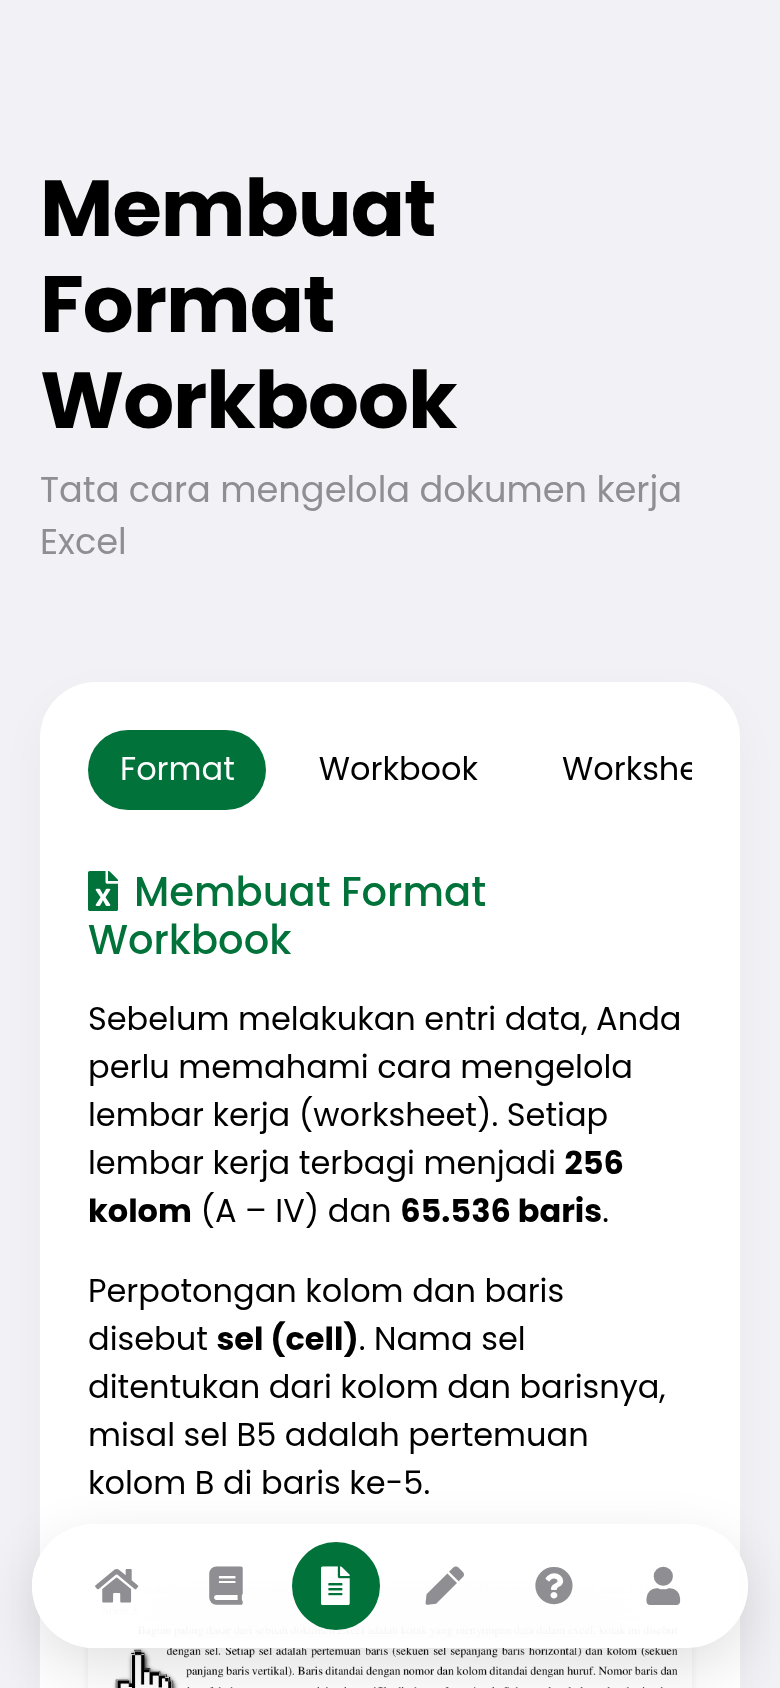 Membuat
Format
Workbook
Tata cara mengelola dokumen kerja
Excel
Format Workbook Workshe
Membuat Format
Workbook
Sebelum melakukan entri data, Anda
perlu memahami cara mengelola
lembar kerja (worksheet). Setiap
lembar kerja terbagi menjadi 256
kolom (A – IV) dan 65.536 baris.
Perpotongan kolom dan baris
disebut sel (cell). Nama sel
ditentukan dari kolom dan barisnya,
misal sel B5 adalah pertemuan
kolom B di baris ke-5.
dengan sel. Setiap sel adalah pertemuan baris (sekuen sel sepanjang baris horizontal) dan kolom (sekuen
panjang baris vertikal). Baris ditandai dengan nomor dan kolom ditandai dengan huruf. Nomor baris dan